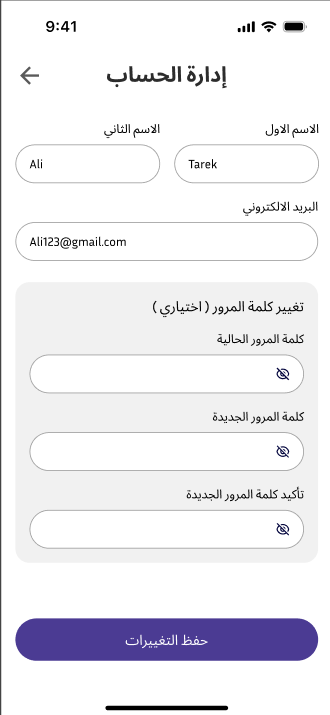 9:41
إدارة الحساب
الاسم الاول
الاسم الثاني
Tarek
Ali
البريد الالكتروني
Ali123@gmail.com
تغيير كلمة المرور ( اختياري )
كلمة المرور الحالية
كلمة المرور الجديدة
تأكيد كلمة المرور الجديدة
حفظ التغييرات